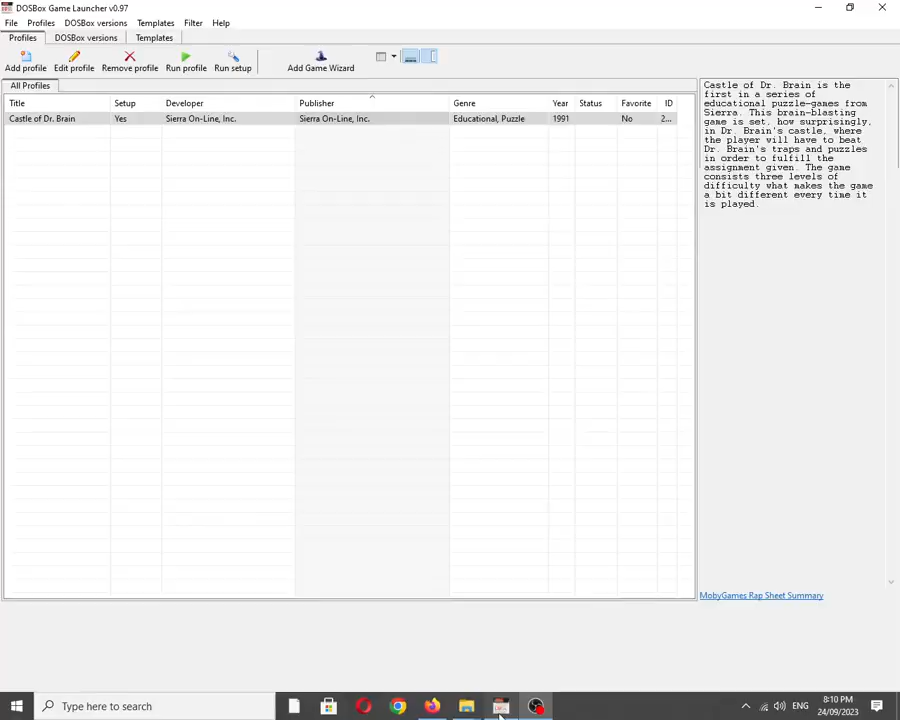 DOSBox Game Launcher v0.97
File Profiles DOSBox versions Templates Filter Help
Profiles DOSBox versions Templates
Add profile Edit profile Remove profile Run profile Run setup Add Game Wizard
All Profiles
Title Setup Developer Publisher Genre Year Status Favorite ID
Castle of Dr. Brain Yes Sierra On-Line, Inc. Sierra On-Line, Inc. Educational, Puzzle 1991 No 2...
Castle of Dr. Brain is the
first in a series of
educational puzzle-games from
Sierra. This brain-blasting
game is set, how surprisingly,
in Dr. Brain's castle, where
the player will have to beat
Dr. Brain's traps and puzzles
in order to fulfill the
assignment given. The game
consists three levels of
difficulty what makes the game
a bit different every time it
is played.
MobyGames Rap Sheet Summary
Type here to search
ENG
8:10 PM
24/09/2023